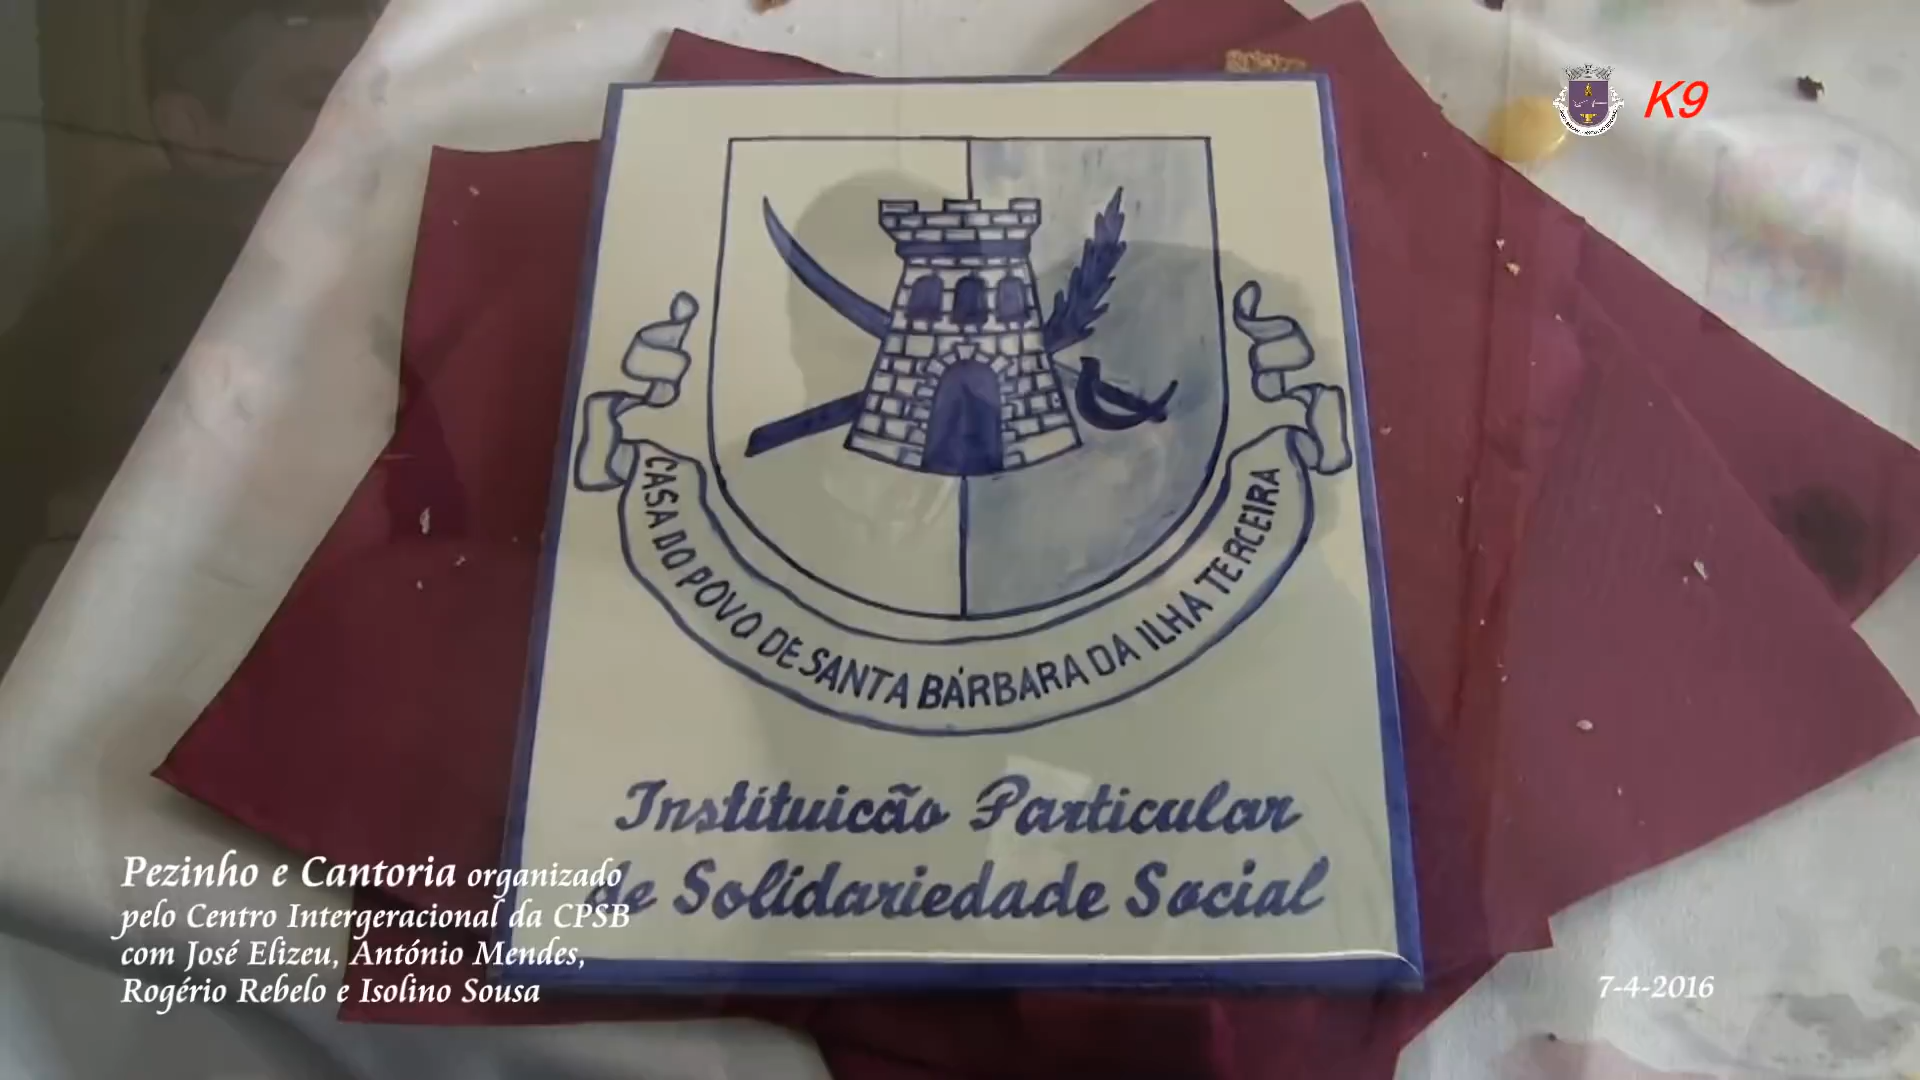 K9
CASA DO POVO DE SANTA BÁRBARA DA ILHA TERCEIRA
Instituicão Particular
de Solidariedade Social
Pezinho e Cantoria organizado
pelo Centro Intergeracional da CPSB
com José Elizeu, António Mendes,
Rogério Rebelo e Isolino Sousa
7-4-2016